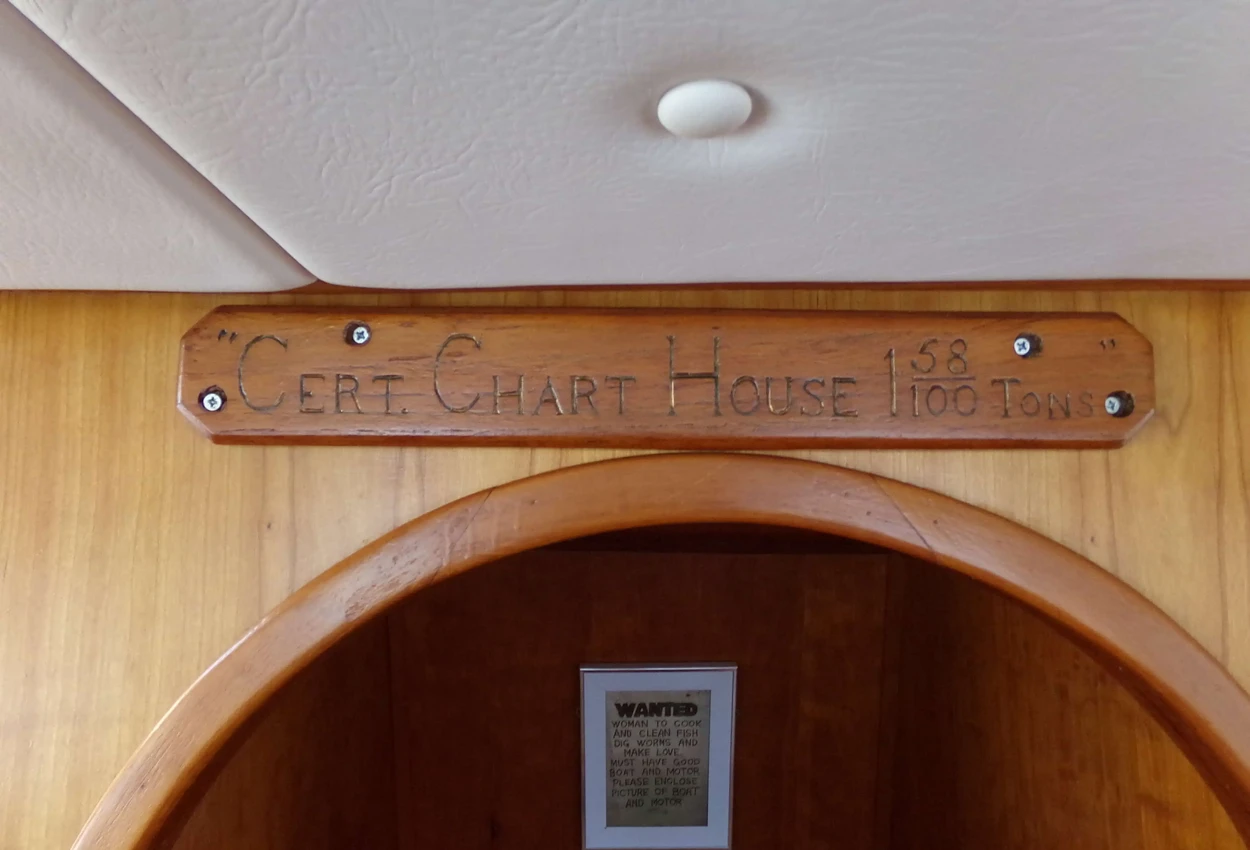 "CERT. CHART HOUSE 1 58/100 TONS"
WANTED
WOMAN TO COOK
AND CLEAN FISH
DIG WORMS AND
MAKE LOVE.
MUST HAVE GOOD
BOAT AND MOTOR
PLEASE ENCLOSE
PICTURE OF BOAT
AND MOTOR